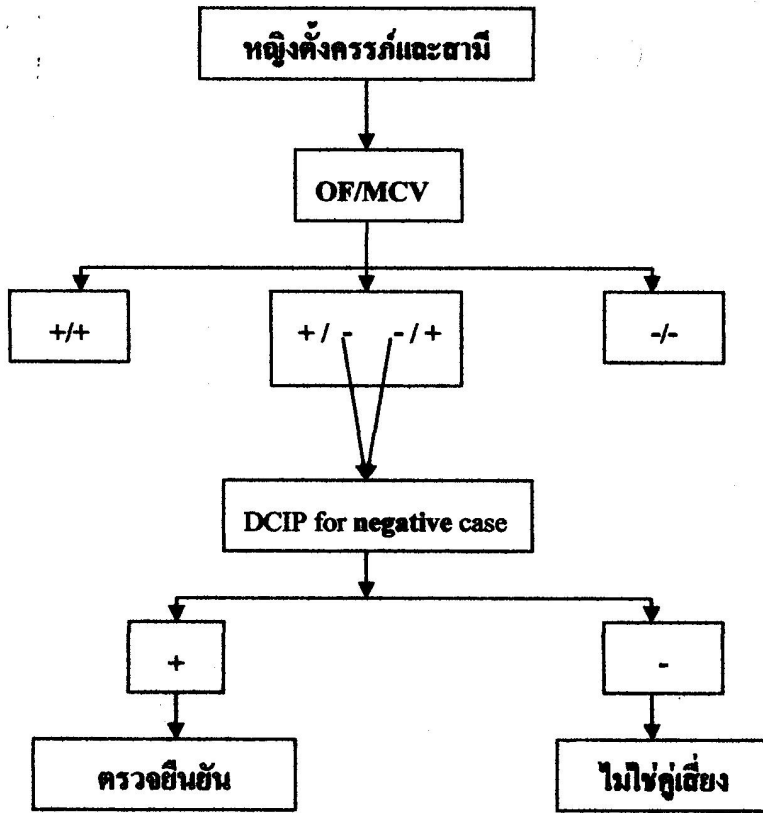 หญิงตั้งครรภ์และสามี
OF/MCV
+/+
+ / - - / +
-/-
DCIP for negative case
+
-
ตรวจยืนยัน
ไม่ใช่คู่เสี่ยง